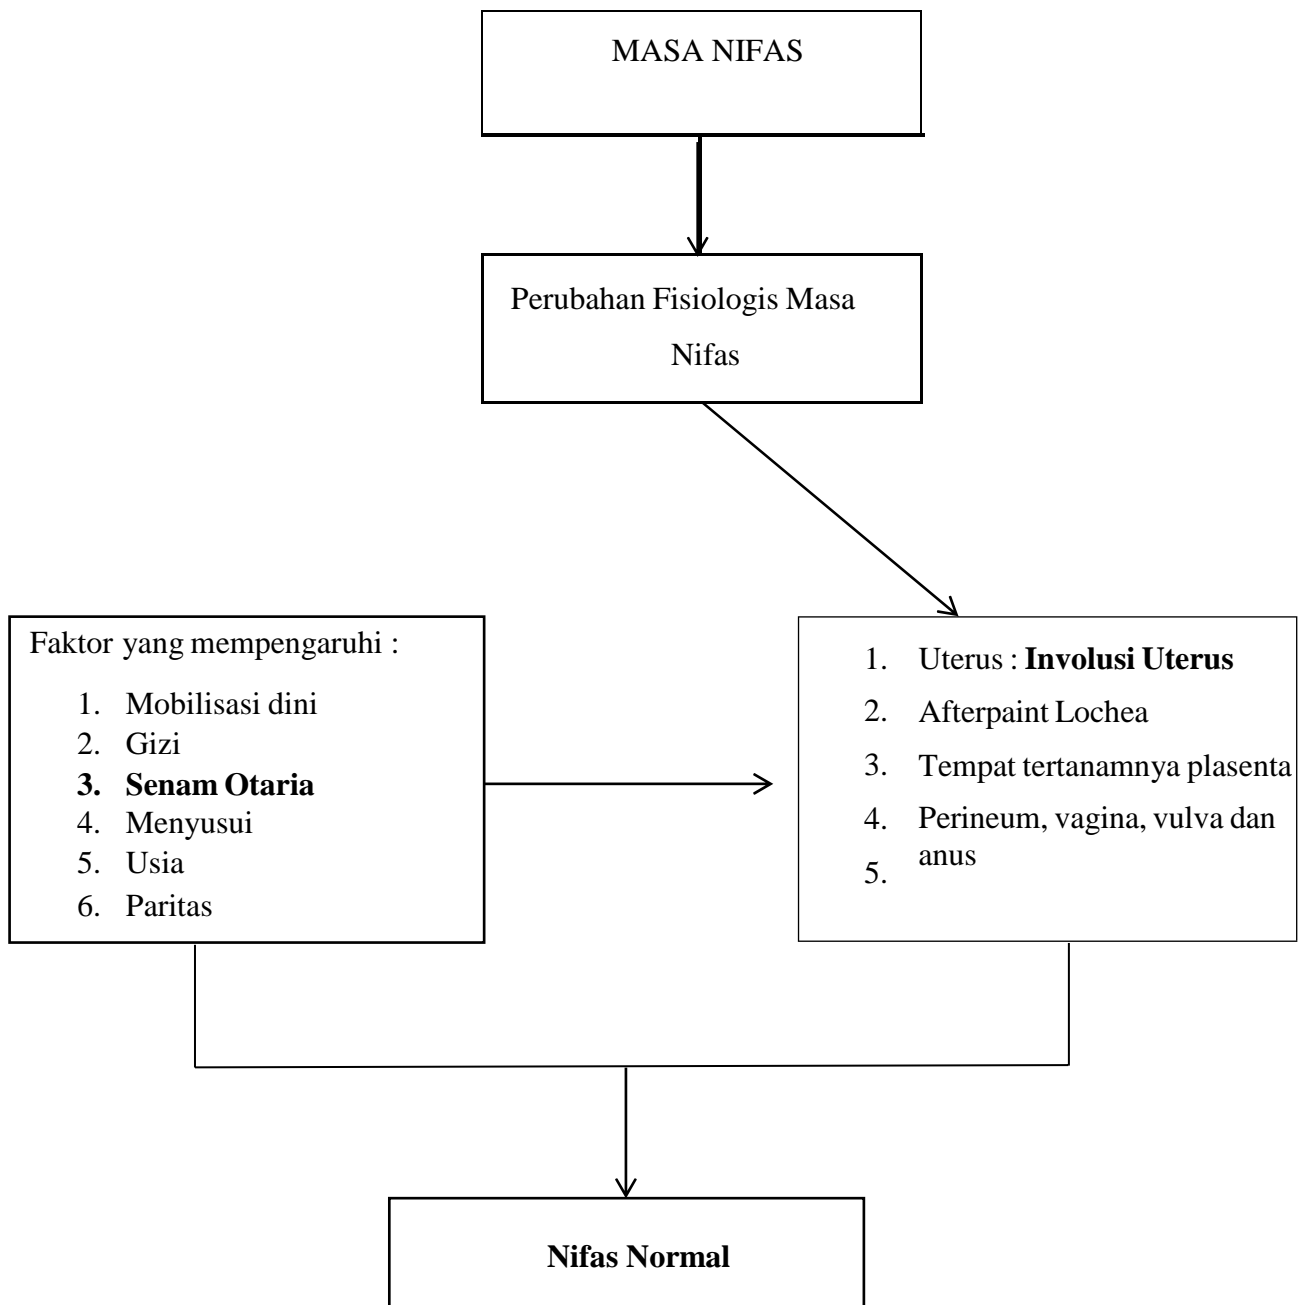 MASA NIFAS
Perubahan Fisiologis Masa
Nifas
Faktor yang mempengaruhi :
1. Mobilisasi dini
2. Gizi
3. Senam Otaria
4. Menyusui
5. Usia
6. Paritas
1. Uterus : Involusi Uterus
2. Afterpaint Lochea
3. Tempat tertanamnya plasenta
4. Perineum, vagina, vulva dan
anus
5.
Nifas Normal